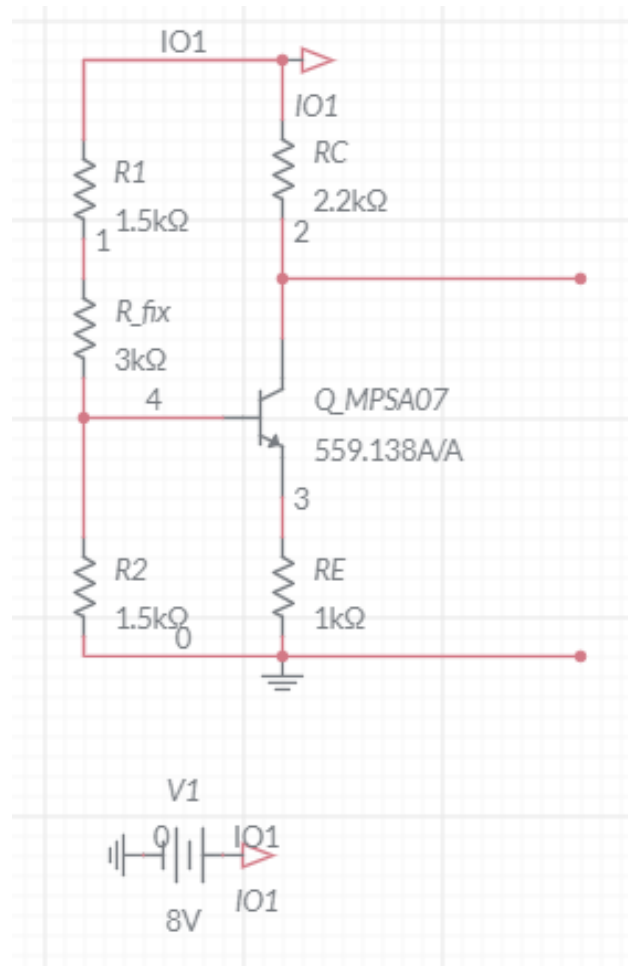 IO1
IO1
R1
1.5kΩ
1
RC
2.2kΩ
2
R_fix
3kΩ
4
Q_MPSA07
559.138A/A
3
R2
1.5kΩ
0
RE
1kΩ
V1
0
IO1
IO1
8V